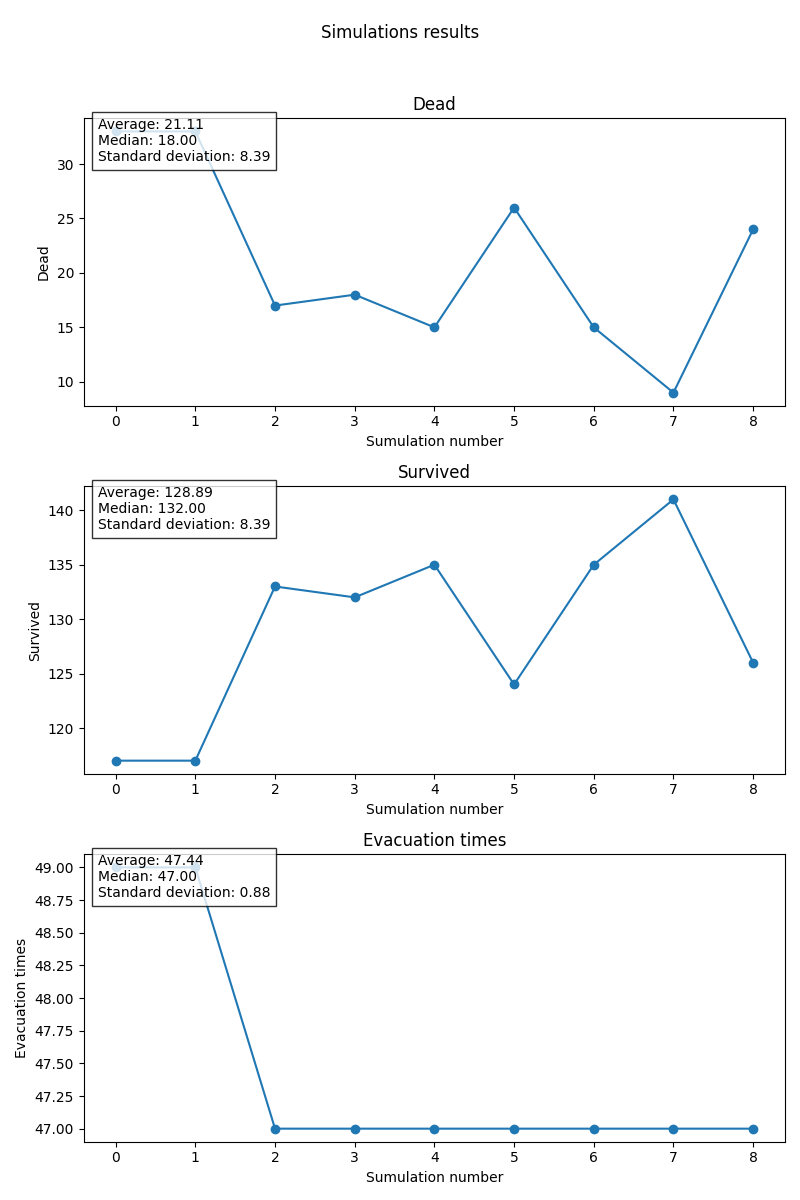 Simulations results
Dead
Average: 21.11
Median: 18.00
Standard deviation: 8.39
30
25
20
15
10
Dead
0 1 2 3 4 5 6 7 8
Sumulation number
Survived
Average: 128.89
Median: 132.00
Standard deviation: 8.39
140
135
130
125
120
Survived
0 1 2 3 4 5 6 7 8
Sumulation number
Evacuation times
Average: 47.44
Median: 47.00
Standard deviation: 0.88
49.00
48.75
48.50
48.25
48.00
47.75
47.50
47.25
47.00
Evacuation times
0 1 2 3 4 5 6 7 8
Sumulation number